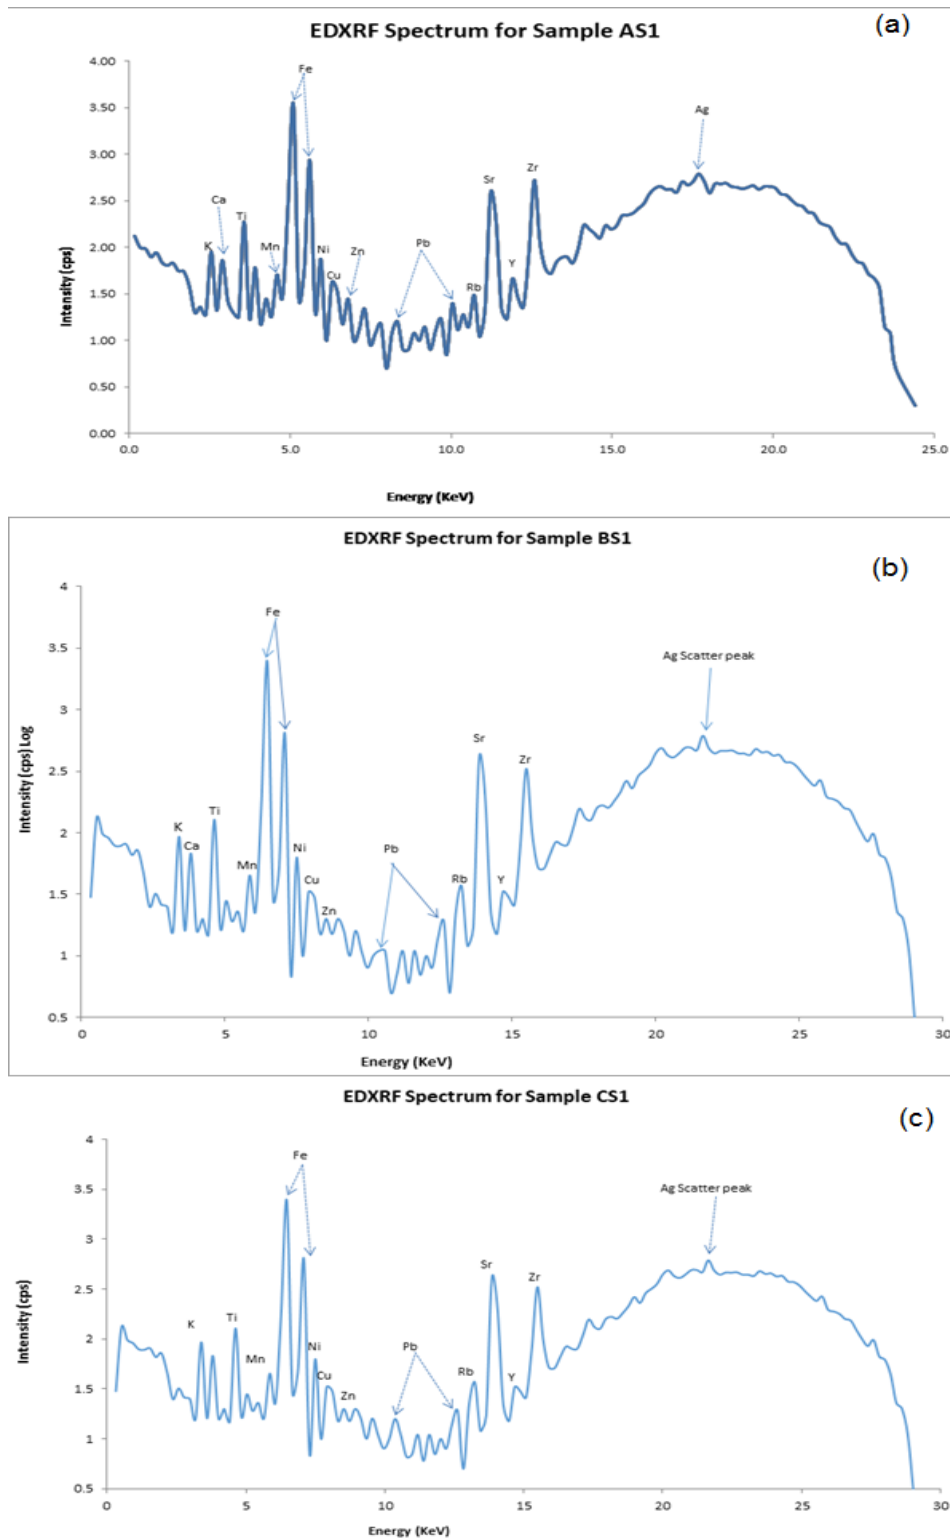 EDXRF Spectrum for Sample AS1
(a)
4.00
3.50
3.00
2.50
2.00
1.50
1.00
0.50
0.00
Intensity (cps)
K
Ca
Ti
Mn
Fe
Ni
Cu
Zn
Pb
Rb
Sr
Y
Zr
Ag
0.0 5.0 10.0 15.0 20.0 25.0
Energy (KeV)
EDXRF Spectrum for Sample BS1
(b)
4
3.5
3
2.5
2
1.5
1
0.5
Intensity (cps) Log
K
Ca
Ti
Mn
Fe
Ni
Cu
Zn
Pb
Rb
Sr
Y
Zr
Ag Scatter peak
0 5 10 15 20 25 30
Energy (KeV)
EDXRF Spectrum for Sample CS1
(c)
4
3.5
3
2.5
2
1.5
1
0.5
Intensity (cps)
K
Ti
Mn
Fe
Ni
Cu
Zn
Pb
Rb
Sr
Y
Zr
Ag Scatter peak
0 5 10 15 20 25 30
Energy (KeV)